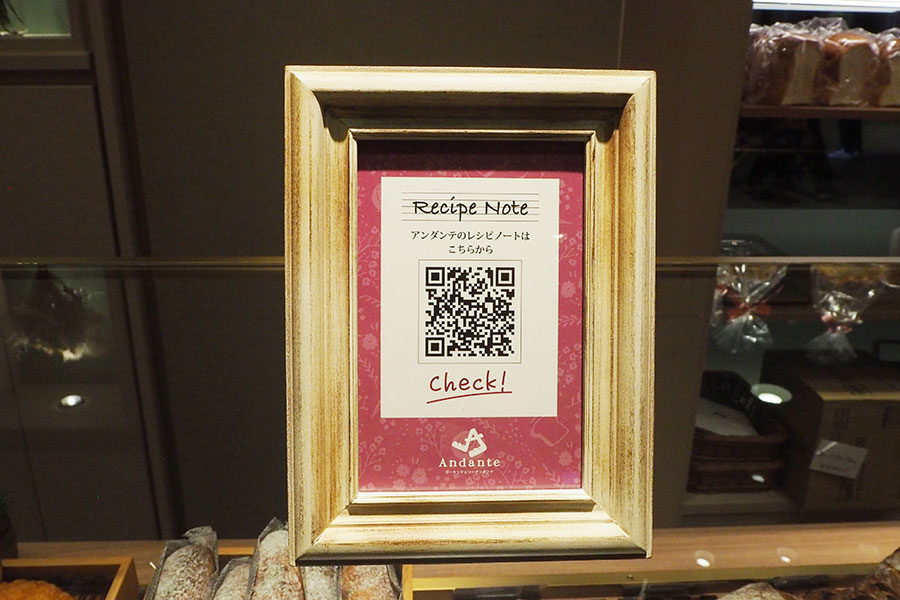 Recipe Note
アンダンテのレシピノートは
こちらから
Check!
Andante